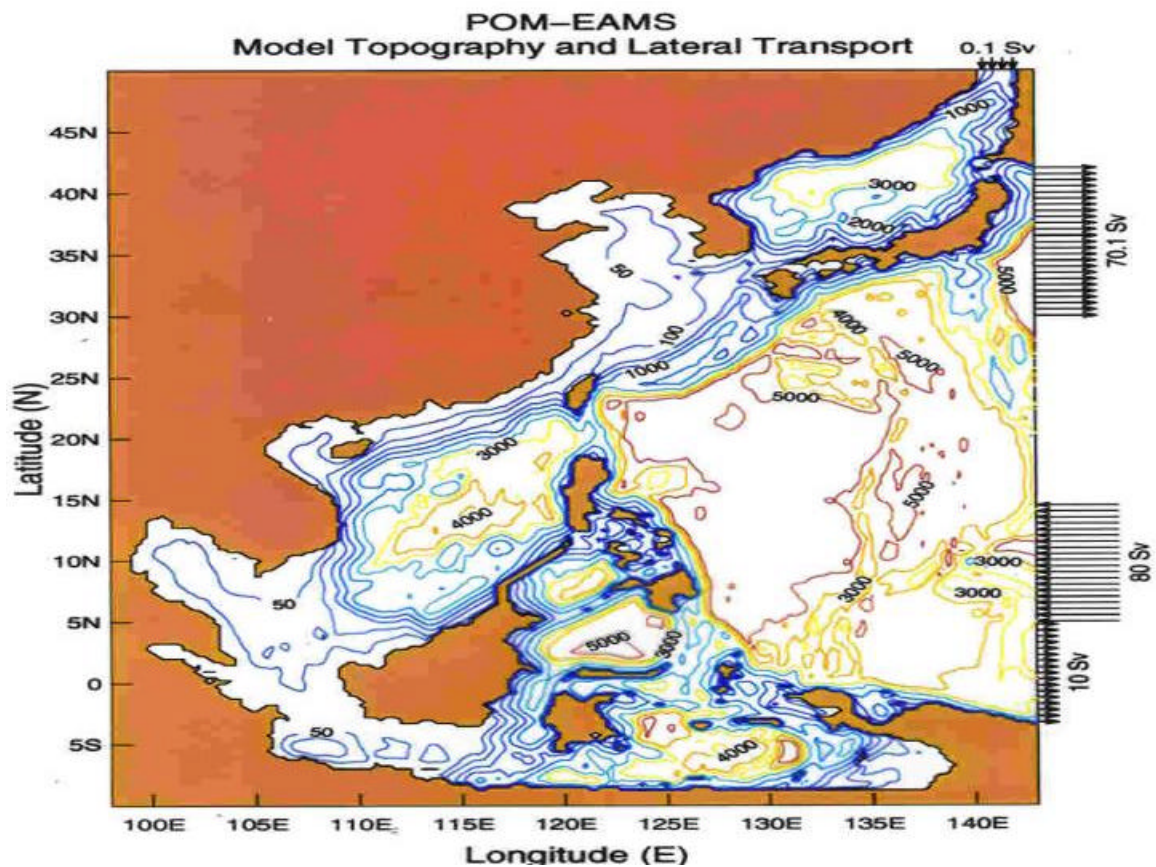 POM–EAMS
Model Topography and Lateral Transport
0.1 Sv
45N
1000
3000
40N
2000
70.1 Sv
35N
50
5000
30N
4000
100
5000
1000
25N
5000
20N
3000
Latitude (N)
15N
5000
4000
80 Sv
10N
3000
50
3000
3000
5N
5000
3000
10 Sv
0
50
5S
4000
100E 105E 110E 115E 120E 125E 130E 135E 140E
Longitude (E)